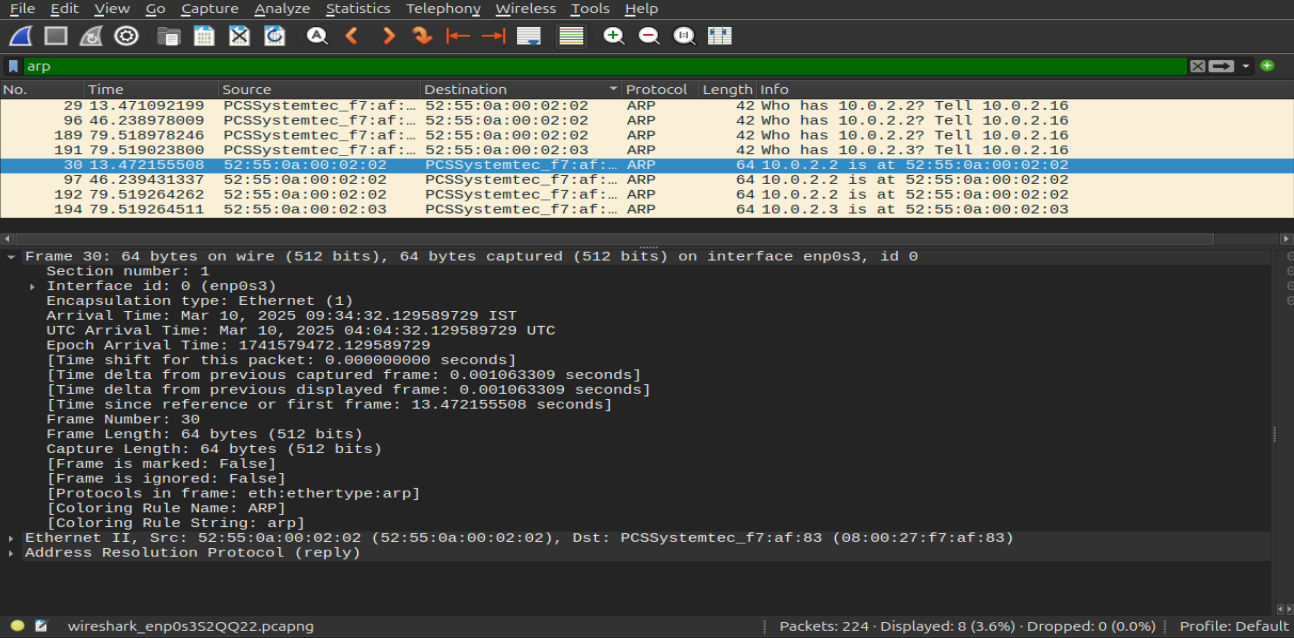 File Edit View Go Capture Analyze Statistics Telephony Wireless Tools Help
arp
No. Time Source Destination Protocol Length Info
29 13.471092199 PCSSystemtec_f7:af:… 52:55:0a:00:02:02 ARP 42 Who has 10.0.2.2? Tell 10.0.2.16
96 46.238978009 PCSSystemtec_f7:af:… 52:55:0a:00:02:02 ARP 42 Who has 10.0.2.2? Tell 10.0.2.16
189 79.518978246 PCSSystemtec_f7:af:… 52:55:0a:00:02:02 ARP 42 Who has 10.0.2.2? Tell 10.0.2.16
191 79.519023800 PCSSystemtec_f7:af:… 52:55:0a:00:02:03 ARP 42 Who has 10.0.2.3? Tell 10.0.2.16
30 13.472155508 52:55:0a:00:02:02 PCSSystemtec_f7:af:… ARP 64 10.0.2.2 is at 52:55:0a:00:02:02
97 46.239431337 52:55:0a:00:02:02 PCSSystemtec_f7:af:… ARP 64 10.0.2.2 is at 52:55:0a:00:02:02
192 79.519264262 52:55:0a:00:02:02 PCSSystemtec_f7:af:… ARP 64 10.0.2.2 is at 52:55:0a:00:02:02
194 79.519264511 52:55:0a:00:02:03 PCSSystemtec_f7:af:… ARP 64 10.0.2.3 is at 52:55:0a:00:02:03
Frame 30: 64 bytes on wire (512 bits), 64 bytes captured (512 bits) on interface enp0s3, id 0
Section number: 1
Interface id: 0 (enp0s3)
Encapsulation type: Ethernet (1)
Arrival Time: Mar 10, 2025 09:34:32.129589729 IST
UTC Arrival Time: Mar 10, 2025 04:04:32.129589729 UTC
Epoch Arrival Time: 1741579472.129589729
[Time shift for this packet: 0.000000000 seconds]
[Time delta from previous captured frame: 0.001063309 seconds]
[Time delta from previous displayed frame: 0.001063309 seconds]
[Time since reference or first frame: 13.472155508 seconds]
Frame Number: 30
Frame Length: 64 bytes (512 bits)
Capture Length: 64 bytes (512 bits)
[Frame is marked: False]
[Frame is ignored: False]
[Protocols in frame: eth:ethertype:arp]
[Coloring Rule Name: ARP]
[Coloring Rule String: arp]
Ethernet II, Src: 52:55:0a:00:02:02 (52:55:0a:00:02:02), Dst: PCSSystemtec_f7:af:83 (08:00:27:f7:af:83)
Address Resolution Protocol (reply)
wireshark_enp0s3S2QQ22.pcapng Packets: 224 · Displayed: 8 (3.6%) · Dropped: 0 (0.0%) Profile: Default